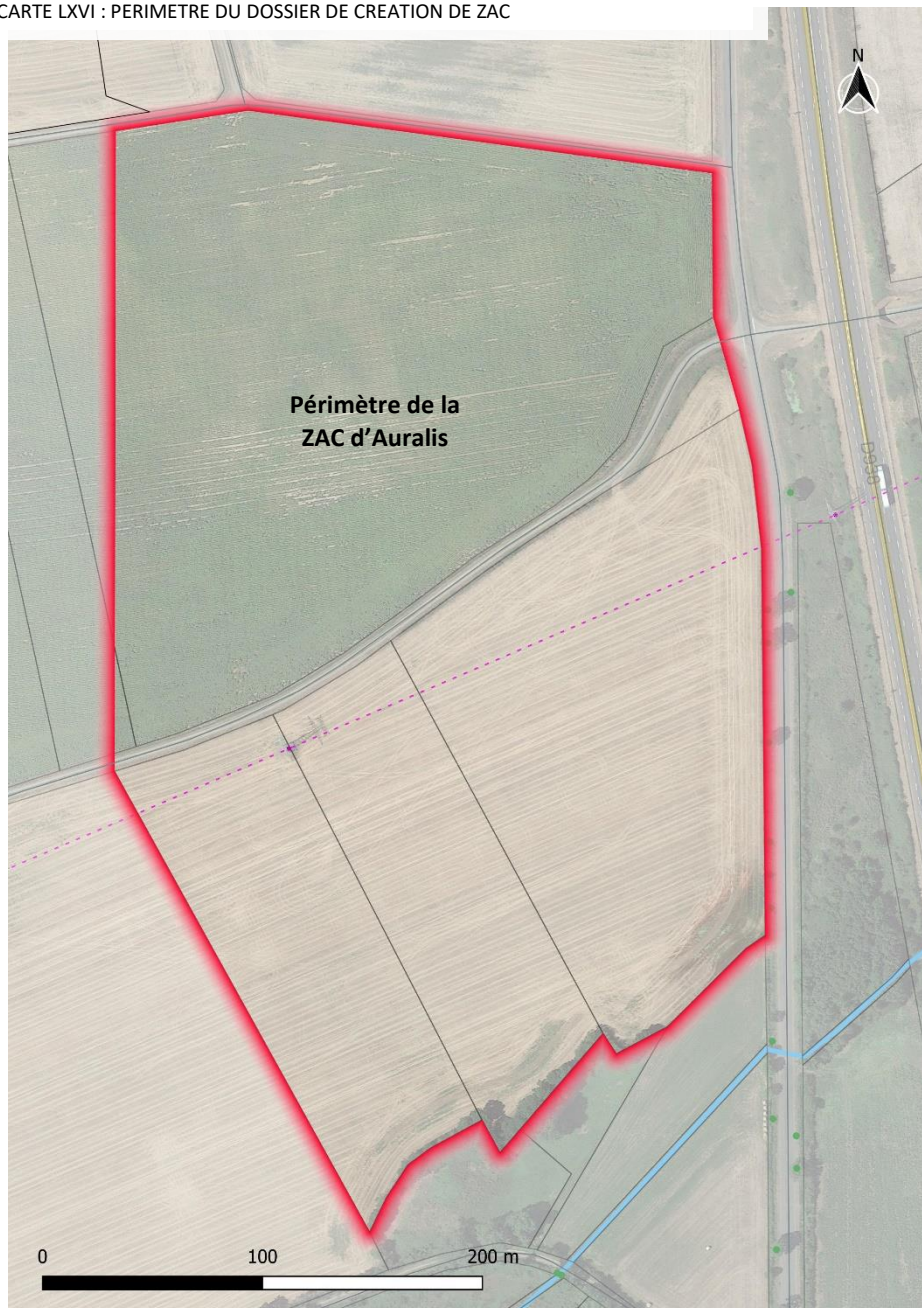 CARTE LXVI : PERIMETRE DU DOSSIER DE CREATION DE ZAC
N
Périmètre de la
ZAC d'Auralis
0 100 200 m